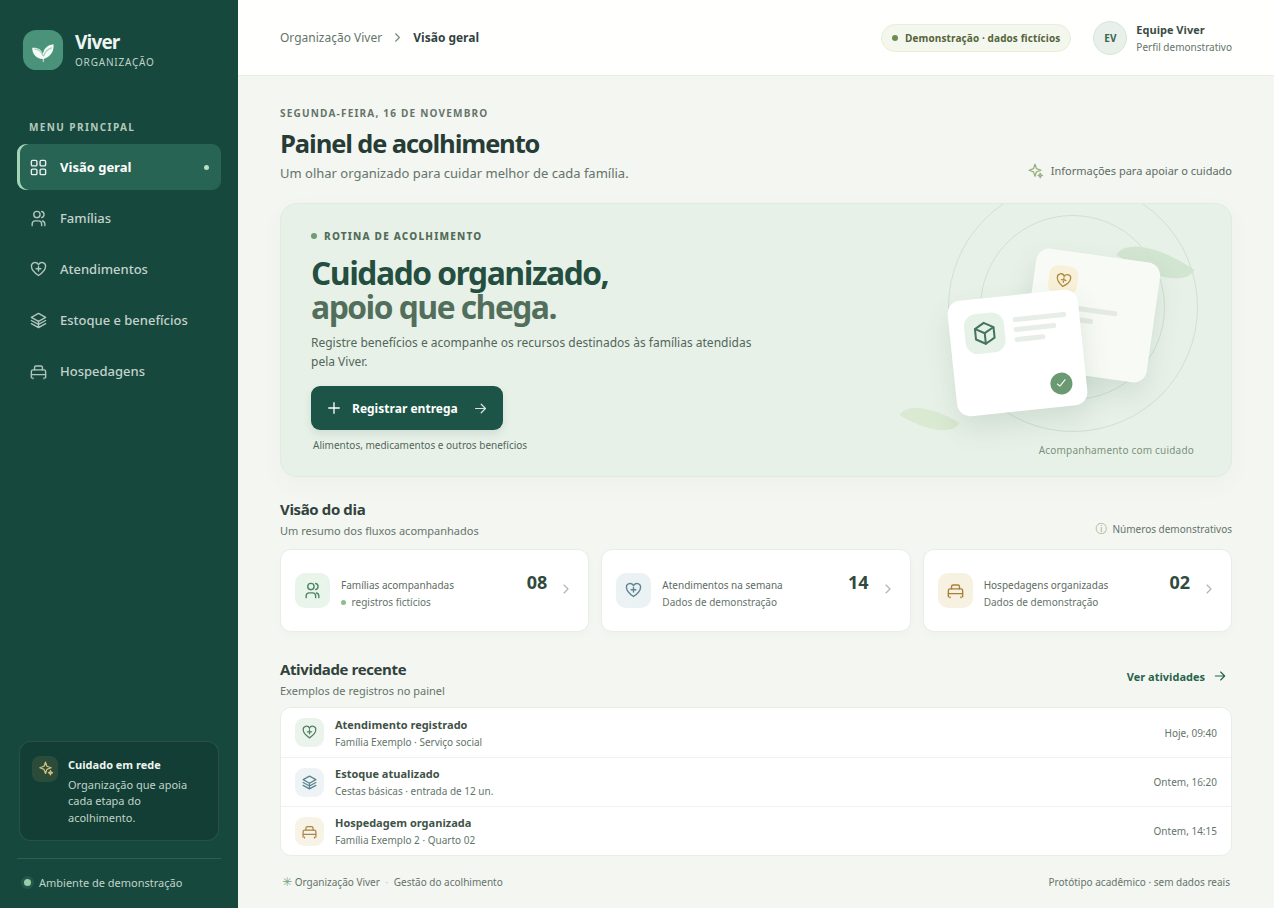 Viver
ORGANIZAÇÃO
MENU PRINCIPAL
Visão geral
Famílias
Atendimentos
Estoque e benefícios
Hospedagens
Cuidado em rede
Organização que apoia
cada etapa do
acolhimento.
Ambiente de demonstração
Organização Viver > Visão geral
Demonstração · dados fictícios
EV
Equipe Viver
Perfil demonstrativo
SEGUNDA-FEIRA, 16 DE NOVEMBRO
Painel de acolhimento
Um olhar organizado para cuidar melhor de cada família.
Informações para apoiar o cuidado
ROTINA DE ACOLHIMENTO
Cuidado organizado,
apoio que chega.
Registre benefícios e acompanhe os recursos destinados às famílias atendidas
pela Viver.
Registrar entrega
Alimentos, medicamentos e outros benefícios
Acompanhamento com cuidado
Visão do dia
Um resumo dos fluxos acompanhados
Números demonstrativos
Famílias acompanhadas
registros fictícios
08
Atendimentos na semana
Dados de demonstração
14
Hospedagens organizadas
Dados de demonstração
02
Atividade recente
Exemplos de registros no painel
Ver atividades
Atendimento registrado
Família Exemplo · Serviço social
Hoje, 09:40
Estoque atualizado
Cestas básicas · entrada de 12 un.
Ontem, 16:20
Hospedagem organizada
Família Exemplo 2 · Quarto 02
Ontem, 14:15
Organização Viver · Gestão do acolhimento
Protótipo acadêmico · sem dados reais